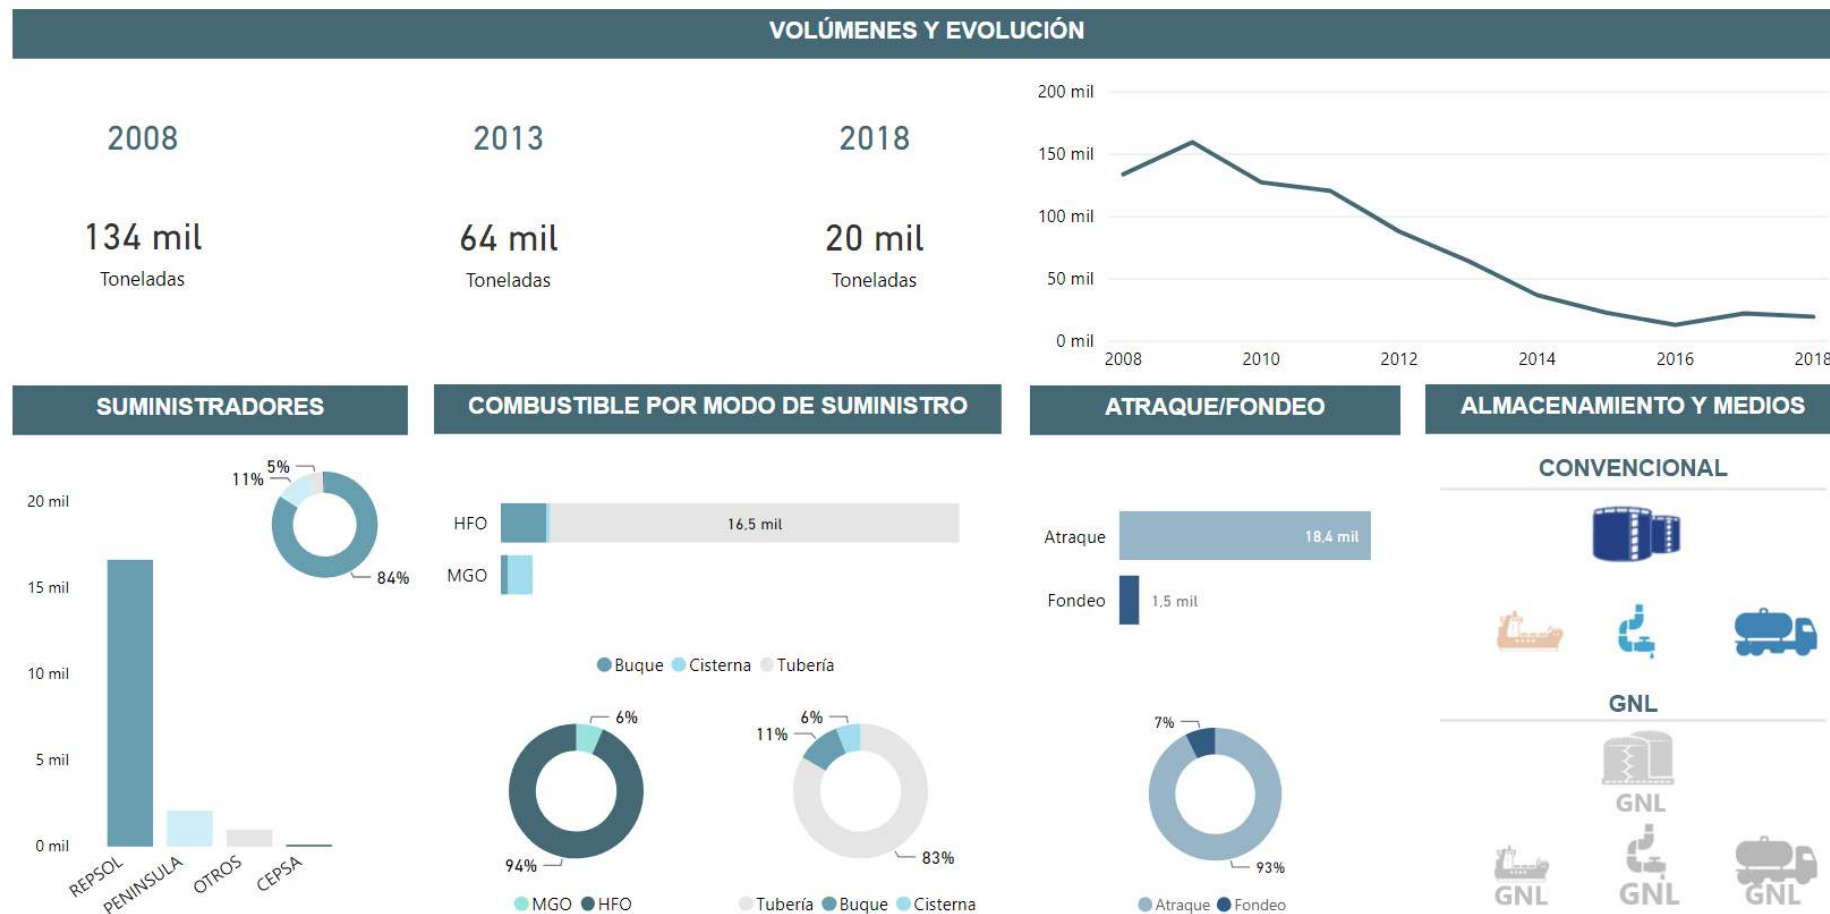 VOLÚMENES Y EVOLUCIÓN
2008
2013
2018
134 mil
64 mil
20 mil
Toneladas
Toneladas
Toneladas
200 mil
150 mil
100 mil
50 mil
0 mil
2008
2010
2012
2014
2016
2018
SUMINISTRADORES
20 mil
15 mil
10 mil
5 mil
0 mil
REPSOL
PENINSULA
OTROS
CEPSA
5%
11%
84%
COMBUSTIBLE POR MODO DE SUMINISTRO
HFO
16,5 mil
MGO
Buque Cisterna Tubería
6%
94%
MGO HFO
6%
11%
83%
Tubería Buque Cisterna
ATRAQUE/FONDEO
Atraque
18,4 mil
Fondeo
1,5 mil
7%
93%
Atraque Fondeo
ALMACENAMIENTO Y MEDIOS
CONVENCIONAL
GNL
GNL
GNL
GNL
GNL